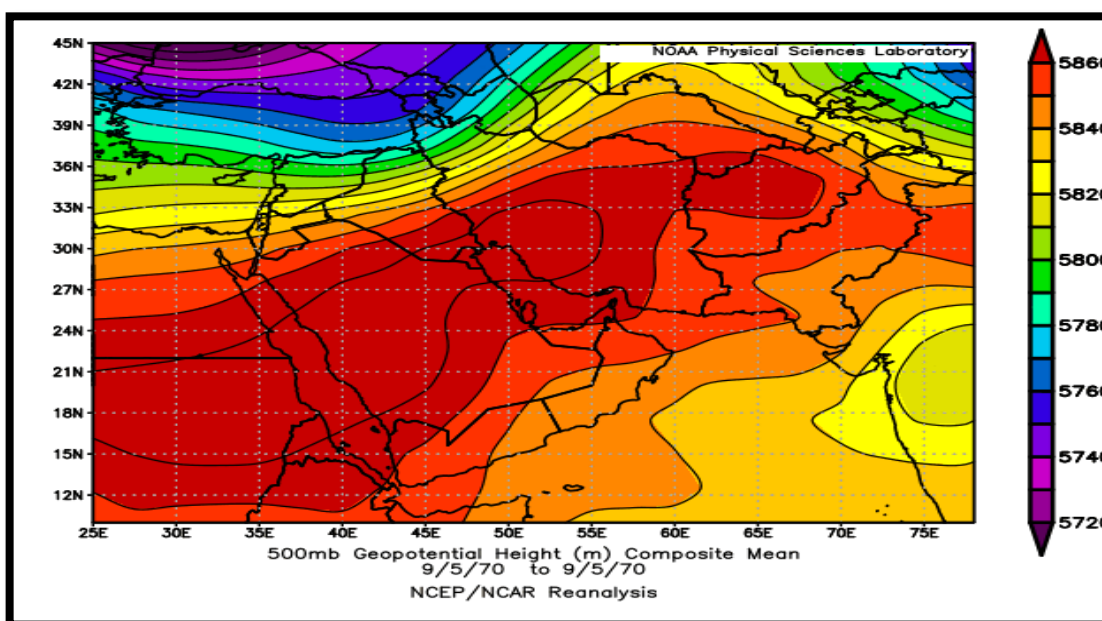 NOAA Physical Sciences Laboratory
45N
42N
39N
36N
33N
30N
27N
24N
21N
18N
15N
12N
25E 30E 35E 40E 45E 50E 55E 60E 65E 70E 75E
5860
5840
5820
5800
5780
5760
5740
5720
500mb Geopotential Height (m) Composite Mean
9/5/70 to 9/5/70
NCEP/NCAR Reanalysis